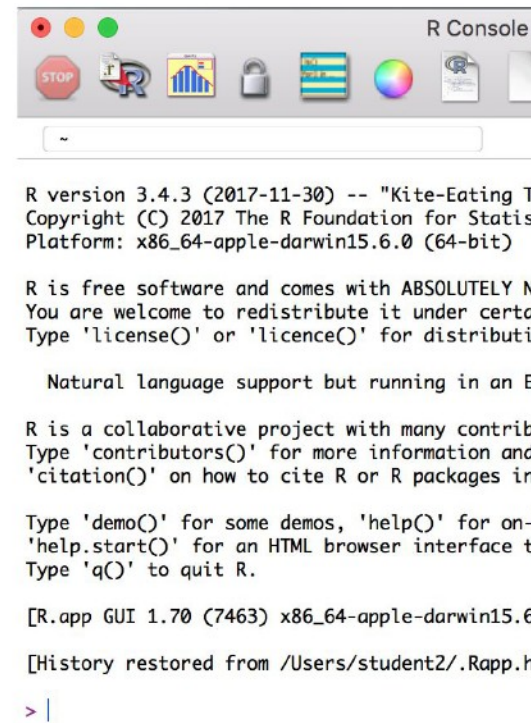 R Console
STOP
~
R version 3.4.3 (2017-11-30) -- "Kite-Eating T
Copyright (C) 2017 The R Foundation for Statis
Platform: x86_64-apple-darwin15.6.0 (64-bit)
R is free software and comes with ABSOLUTELY N
You are welcome to redistribute it under certa
Type 'license()' or 'licence()' for distributi
Natural language support but running in an E
R is a collaborative project with many contrib
Type 'contributors()' for more information and
'citation()' on how to cite R or R packages in
Type 'demo()' for some demos, 'help()' for on-
'help.start()' for an HTML browser interface t
Type 'q()' to quit R.
[R.app GUI 1.70 (7463) x86_64-apple-darwin15.6
[History restored from /Users/student2/.Rapp.h
>